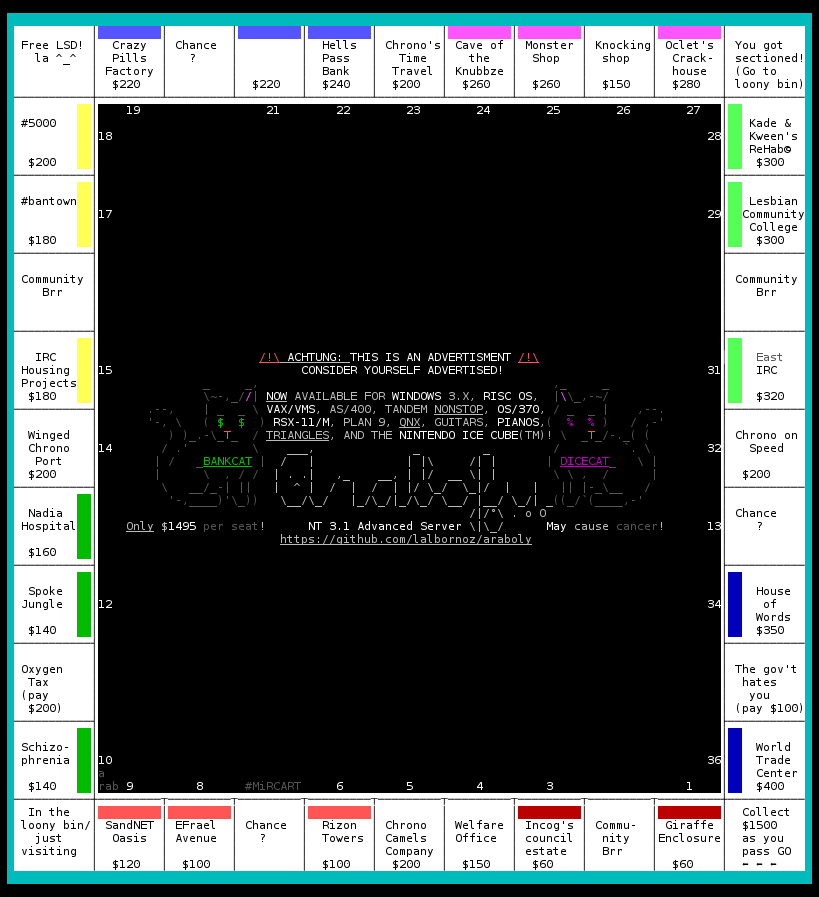 Free LSD!
la ^_^
Crazy
Pills
Factory
$220
Chance
?
$220
Hells
Pass
Bank
$240
Chrono's
Time
Travel
$200
Cave of
the
Knubbze
$260
Monster
Shop
$260
Knocking
shop
$150
Oclet's
Crack-
house
$280
You got
sectioned!
(Go to
loony bin)
19 21 22 23 24 25 26 27
#5000
$200
18
28
Kade &
Kween's
ReHab©
$300
#bantown
$180
17
29
Lesbian
Community
College
$300
Community
Brr
Community
Brr
IRC
Housing
Projects
$180
15
31
East
IRC
$320
/!\ ACHTUNG: THIS IS AN ADVERTISMENT /!\
CONSIDER YOURSELF ADVERTISED!
NOW AVAILABLE FOR WINDOWS 3.X, RISC OS,
VAX/VMS, AS/400, TANDEM NONSTOP, OS/370,
RSX-11/M, PLAN 9, QNX, GUITARS, PIANOS,
TRIANGLES, AND THE NINTENDO ICE CUBE(TM)!
$ $
% %
BANKCAT
DICECAT
Winged
Chrono
Port
$200
14
32
Chrono on
Speed
$200
Only $1495 per seat!
NT 3.1 Advanced Server
May cause cancer!
https://github.com/lalbornoz/araboly
Nadia
Hospital
$160
13
Chance
?
Spoke
Jungle
$140
12
34
House
of
Words
$350
Oxygen
Tax
(pay
$200)
The gov't
hates
you
(pay $100)
Schizo-
phrenia
$140
10
36
World
Trade
Center
$400
a
rab 9 8 #MiRCART 6 5 4 3 1
In the
loony bin/
just
visiting
SandNET
Oasis
$120
EFrael
Avenue
$100
Chance
?
Rizon
Towers
$100
Chrono
Camels
Company
$200
Welfare
Office
$150
Incog's
council
estate
$60
Commu-
nity
Brr
Giraffe
Enclosure
$60
Collect
$1500
as you
pass GO
← ← ←